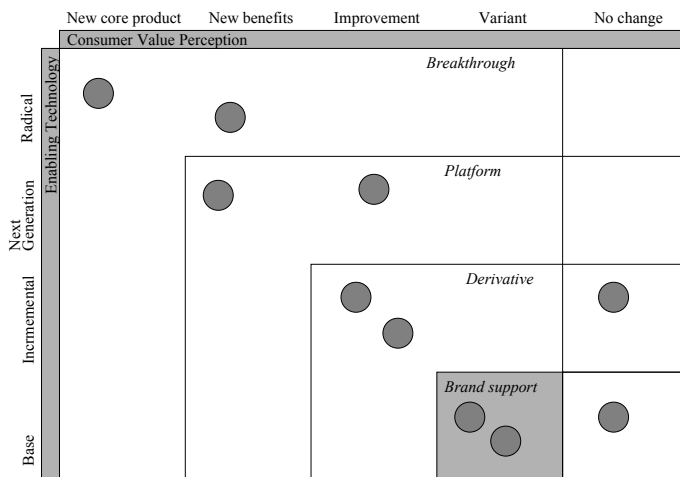 New core product New benefits Improvement Variant No change
Consumer Value Perception
Breakthrough
Enabling Technology
Radical
Platform
Next
Generation
Derivative
Incrmemental
Brand support
Base